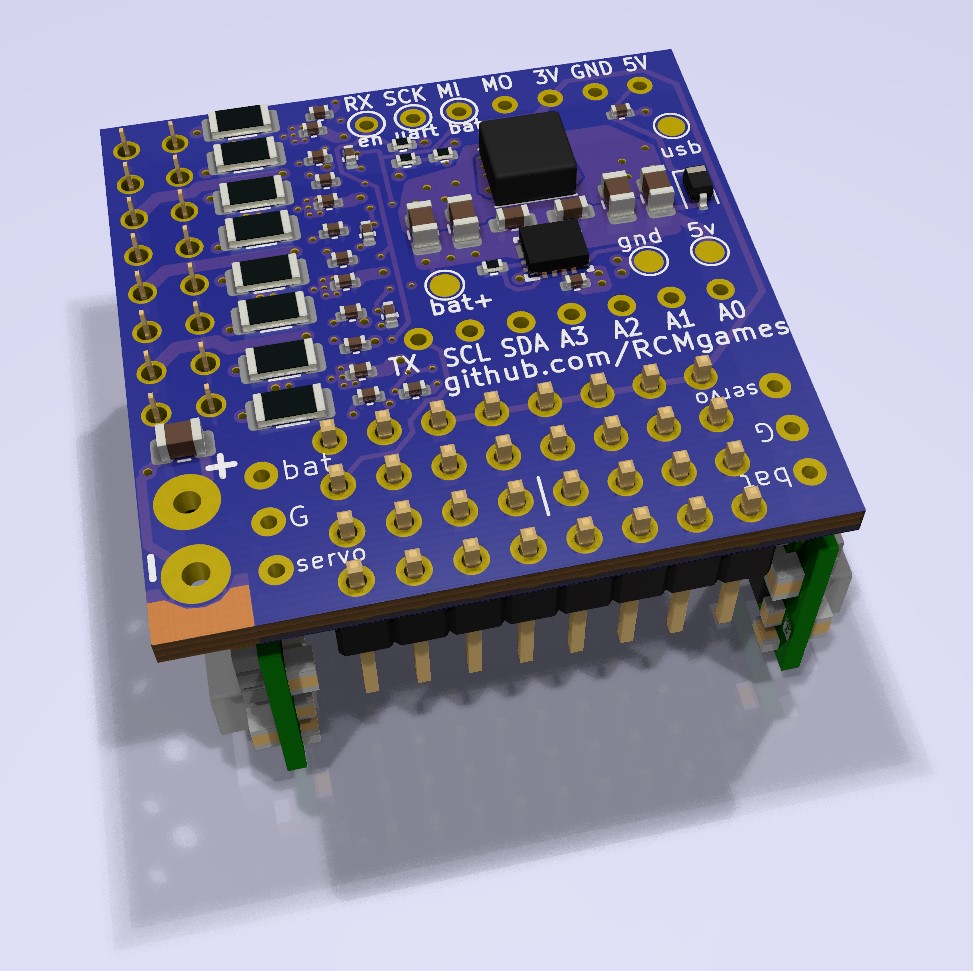 RX SCK MI MO 3V GND 5V
en uart bat
usb
gnd 5v
bat+
TX SCL SDA A3 A2 A1 A0
github.com/RCMgames
servo
G
bat
+ bat
G
servo
-